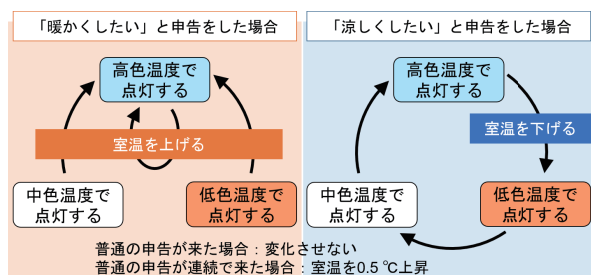 「暖かくしたい」と申告をした場合
高色温度で
点灯する
室温を上げる
中色温度で
点灯する
低色温度で
点灯する
「涼しくしたい」と申告をした場合
高色温度で
点灯する
室温を下げる
中色温度で
点灯する
低色温度で
点灯する
普通の申告が来た場合：変化させない
普通の申告が連続で来た場合：室温を0.5 ℃上昇